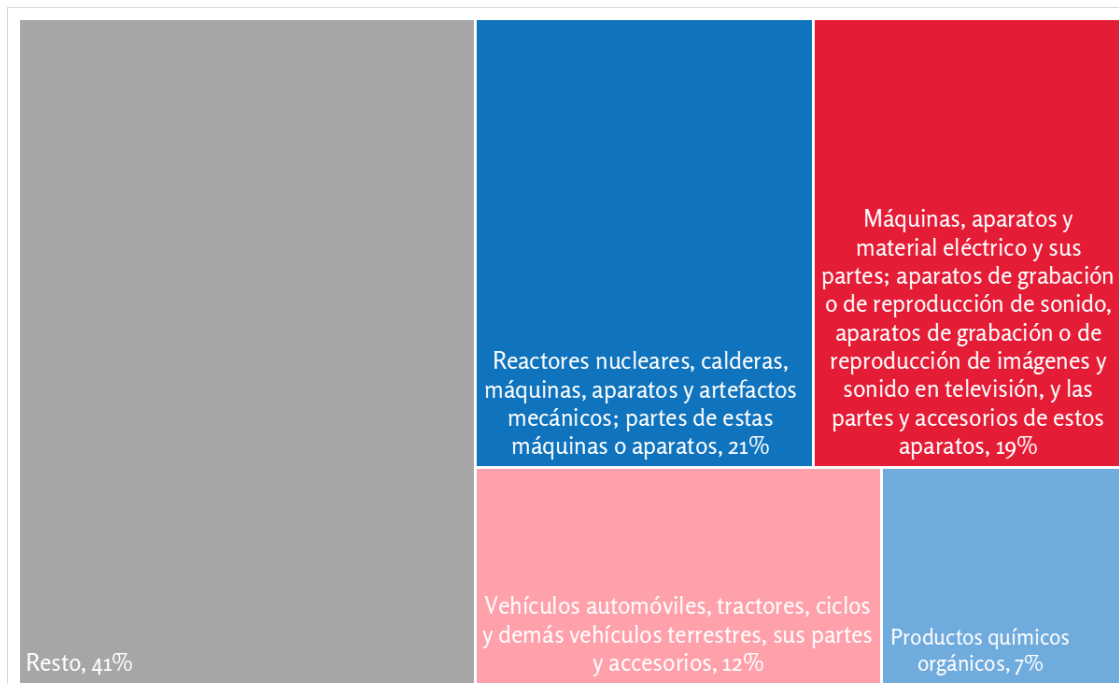 Resto, 41%
Reactores nucleares, calderas,
máquinas, aparatos y artefactos
mecánicos; partes de estas
máquinas o aparatos, 21%
Máquinas, aparatos y
material eléctrico y sus
partes; aparatos de grabación
o de reproducción de sonido,
aparatos de grabación o de
reproducción de imágenes y
sonido en televisión, y las
partes y accesorios de estos
aparatos, 19%
Vehículos automóviles, tractores, ciclos
y demás vehículos terrestres, sus partes
y accesorios, 12%
Productos químicos
orgánicos, 7%